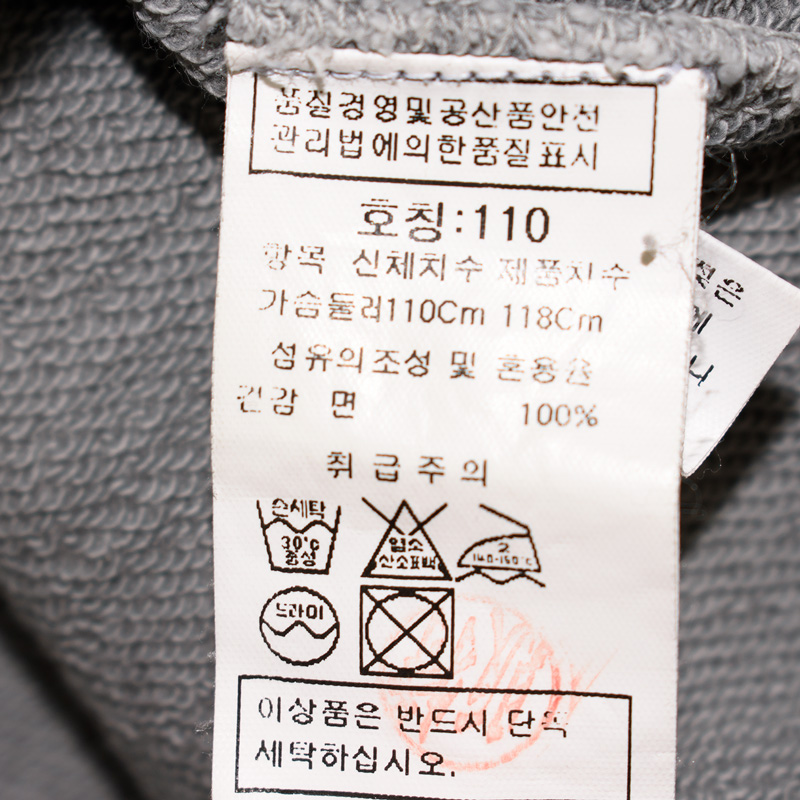 품질경영및공산품안전
관리법에의한품질표시
호칭:110
항목 신체치수 제품치수
가슴둘레110Cm 118Cm
섬유의조성 및 혼용율
겉감 면 100%
취급주의
손세탁
30°c
중성
염소
산소표백
2
140-160°c
드라이
이상품은 반드시 단독
세탁하십시오.